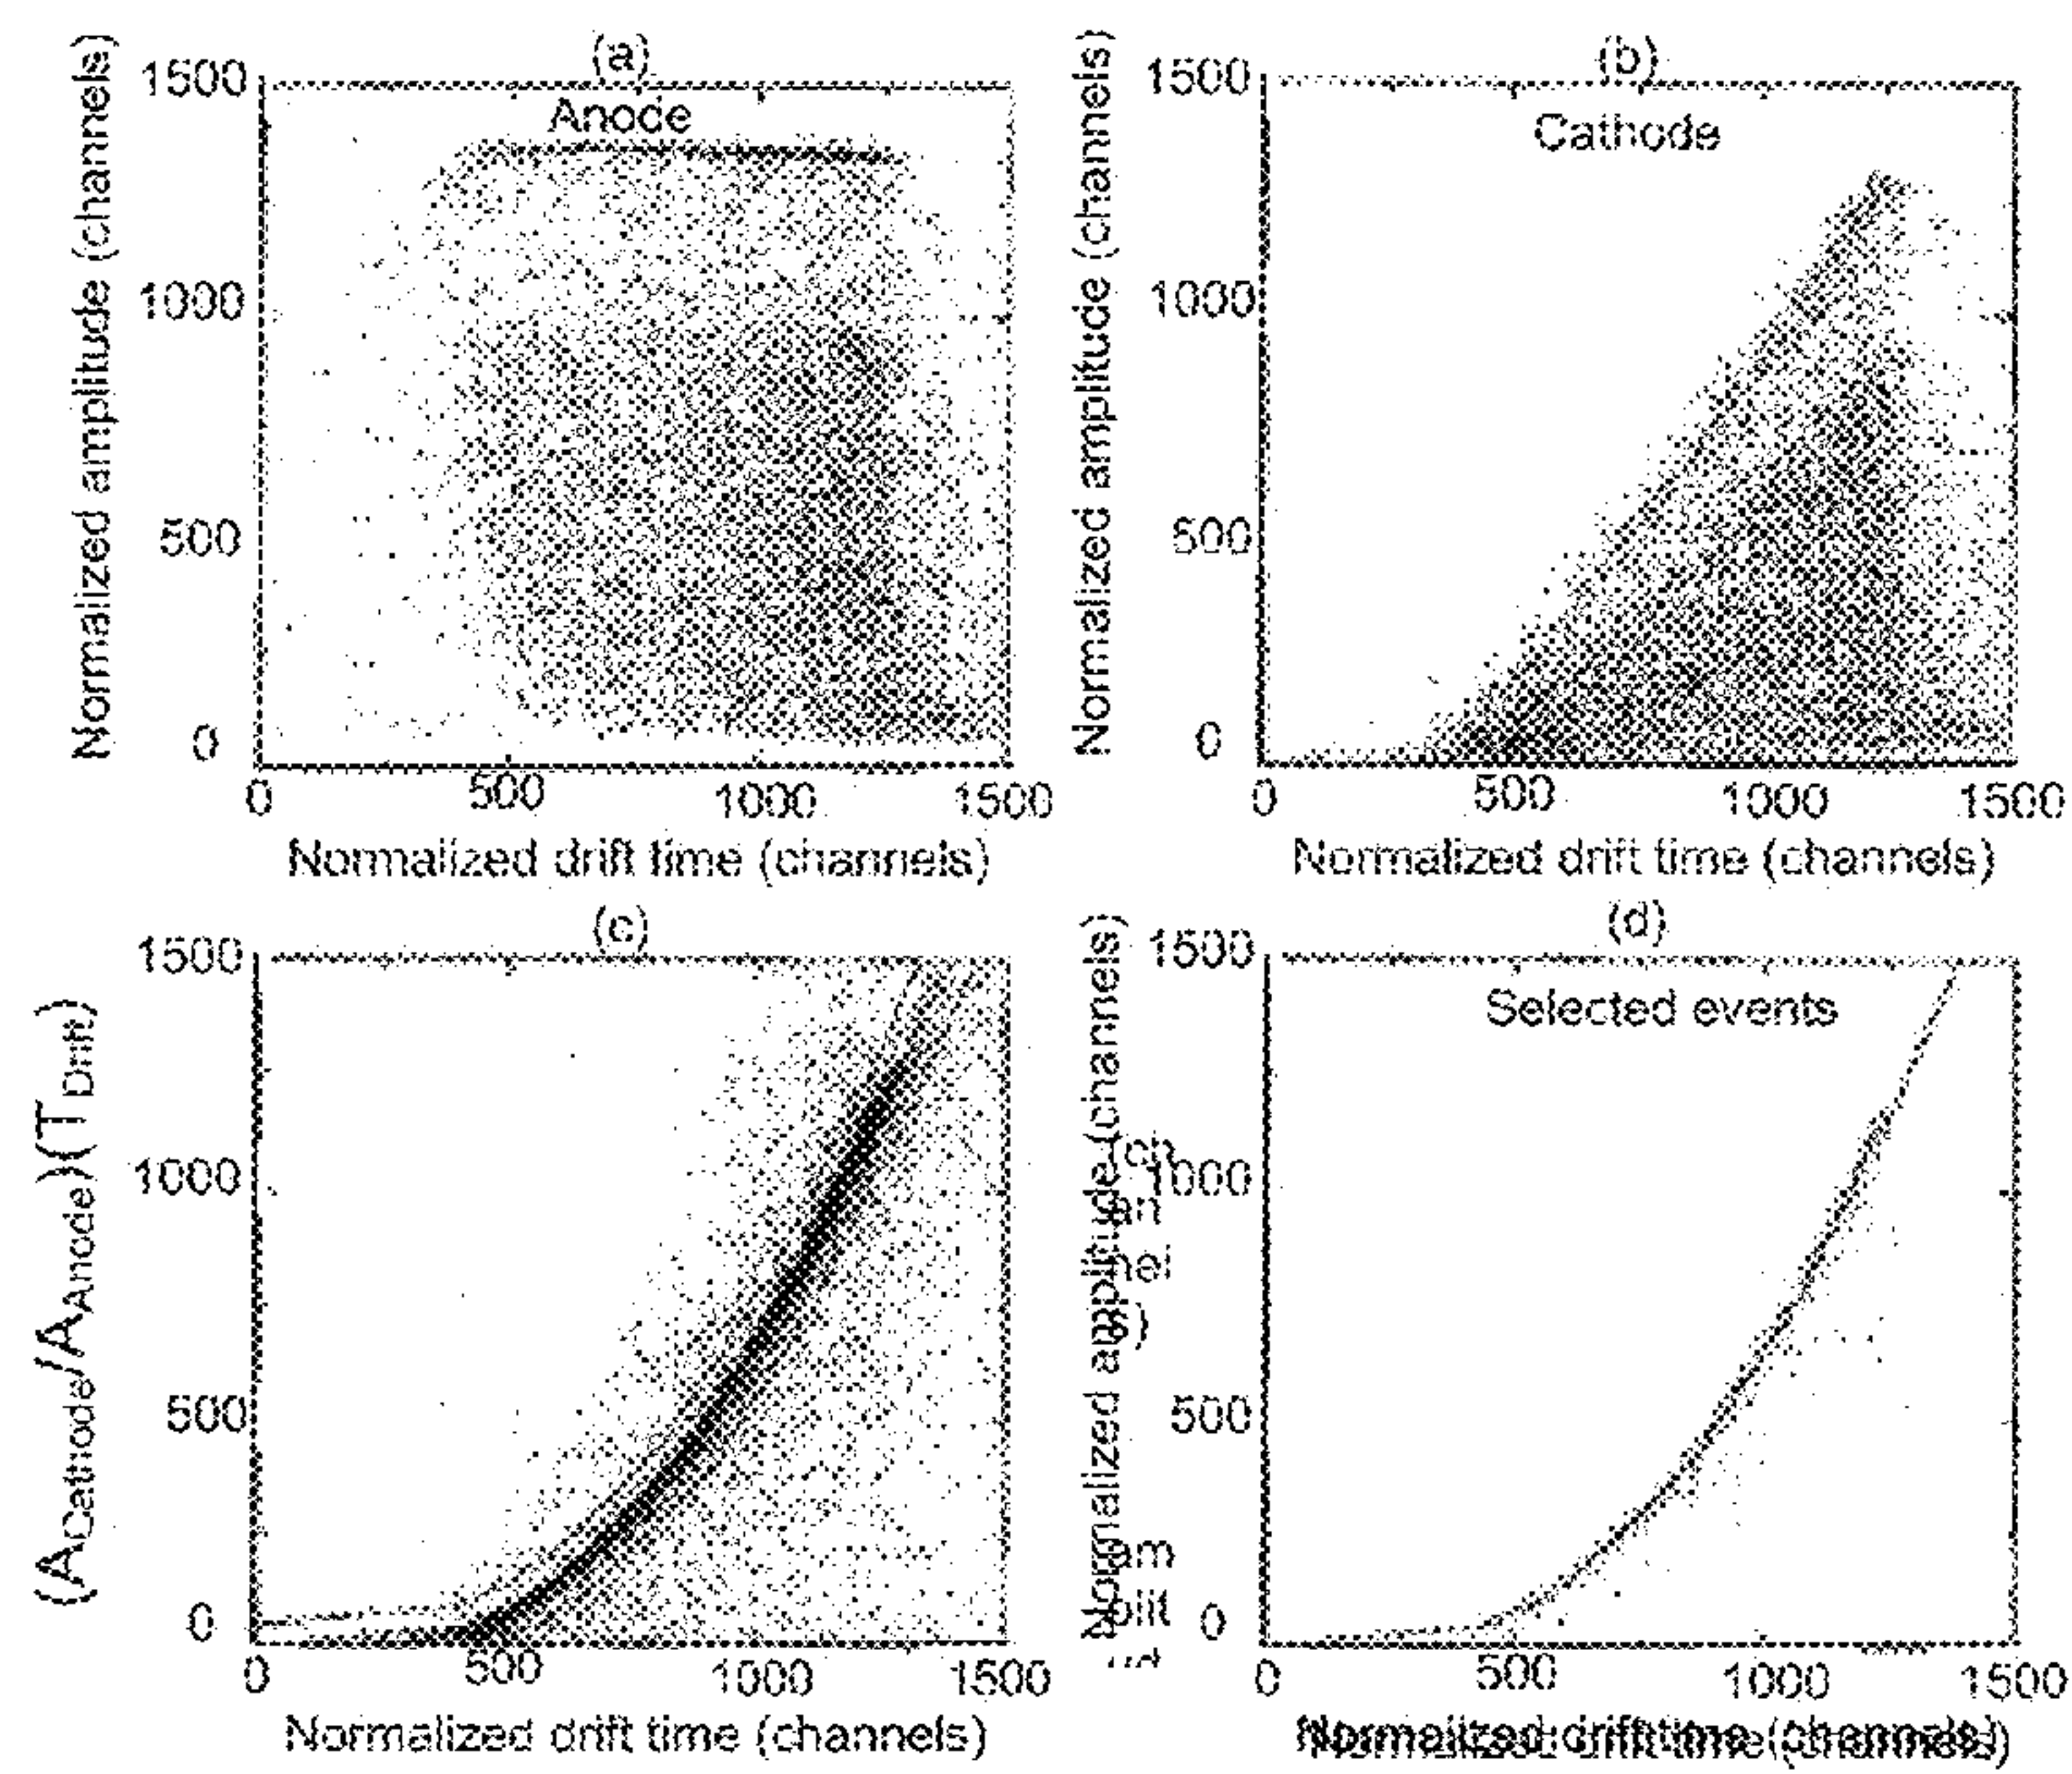 (a)
Normalized amplitude (channels)
1500
1000
500
0
Anode
0 500 1000 1500
Normalized drift time (channels)
(b)
Normalized amplitude (channels)
1500
1000
500
0
Cathode
0 500 1000 1500
Normalized drift time (channels)
(c)
(ACathode/AAnode)(TDrift)
1500
1000
500
0
0 500 1000 1500
Normalized drift time (channels)
(d)
Normalized amplitude (channels)
1500
1000
500
0
Selected events
0 500 1000 1500
Normalized drift time (channels)